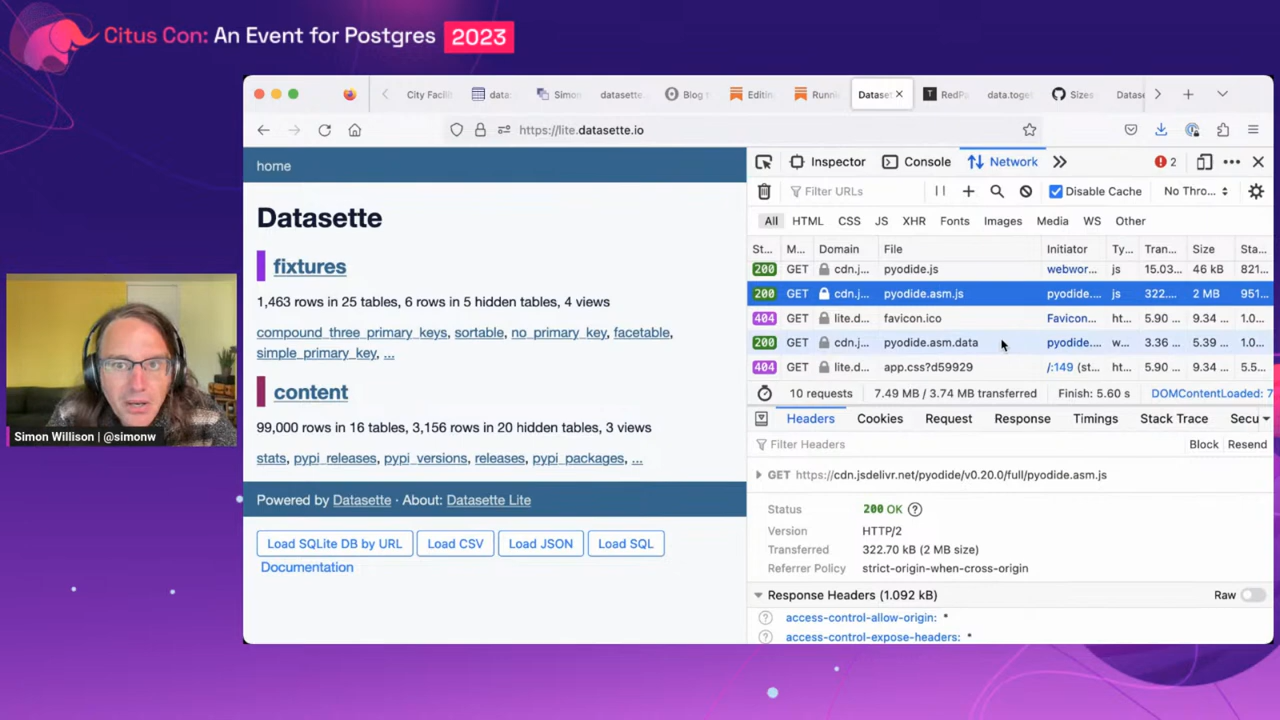 Citus Con: An Event for Postgres 2023
City Facili data: Simo datasette. Blog Editin Runni Datase RedPa data.toget Sizes Datase
https://lite.datasette.io
home
Datasette
fixtures
1,463 rows in 25 tables, 6 rows in 5 hidden tables, 4 views
compound_three_primary_keys, sortable, no_primary_key, facetable,
simple_primary_key, ...
content
99,000 rows in 16 tables, 3,156 rows in 20 hidden tables, 3 views
stats, pypi_releases, pypi_versions, releases, pypi_packages, ...
Powered by Datasette · About: Datasette Lite
Load SQLite DB by URL Load CSV Load JSON Load SQL
Documentation
Inspector Console Network 2
Filter URLs Disable Cache No Thro...
All HTML CSS JS XHR Fonts Images Media WS Other
St... M... Domain File Initiator Ty... Tran... Size Sta...
200 GET cdn.j... pyodide.js webwor... js 15.03... 46 kB 821...
200 GET cdn.j... pyodide.asm.js pyodide.... js 322.... 2 MB 951...
404 GET lite.d... favicon.ico Favicon... ht... 5.90 ... 9.34 ... 1.0...
200 GET cdn.j... pyodide.asm.data pyodide.... w... 3.36 ... 5.39 ... 1.0...
404 GET lite.d... app.css?d59929 /:149 (st... ht... 5.90 ... 9.34 ... 5.5...
10 requests 7.49 MB / 3.74 MB transferred Finish: 5.60 s DOMContentLoaded: 7
Headers Cookies Request Response Timings Stack Trace Secu
Filter Headers Block Resend
GET https://cdn.jsdelivr.net/pyodide/v0.20.0/full/pyodide.asm.js
Status 200 OK
Version HTTP/2
Transferred 322.70 kB (2 MB size)
Referrer Policy strict-origin-when-cross-origin
Response Headers (1.092 kB) Raw
access-control-allow-origin: *
access-control-expose-headers: *
Simon Willison | @simonw